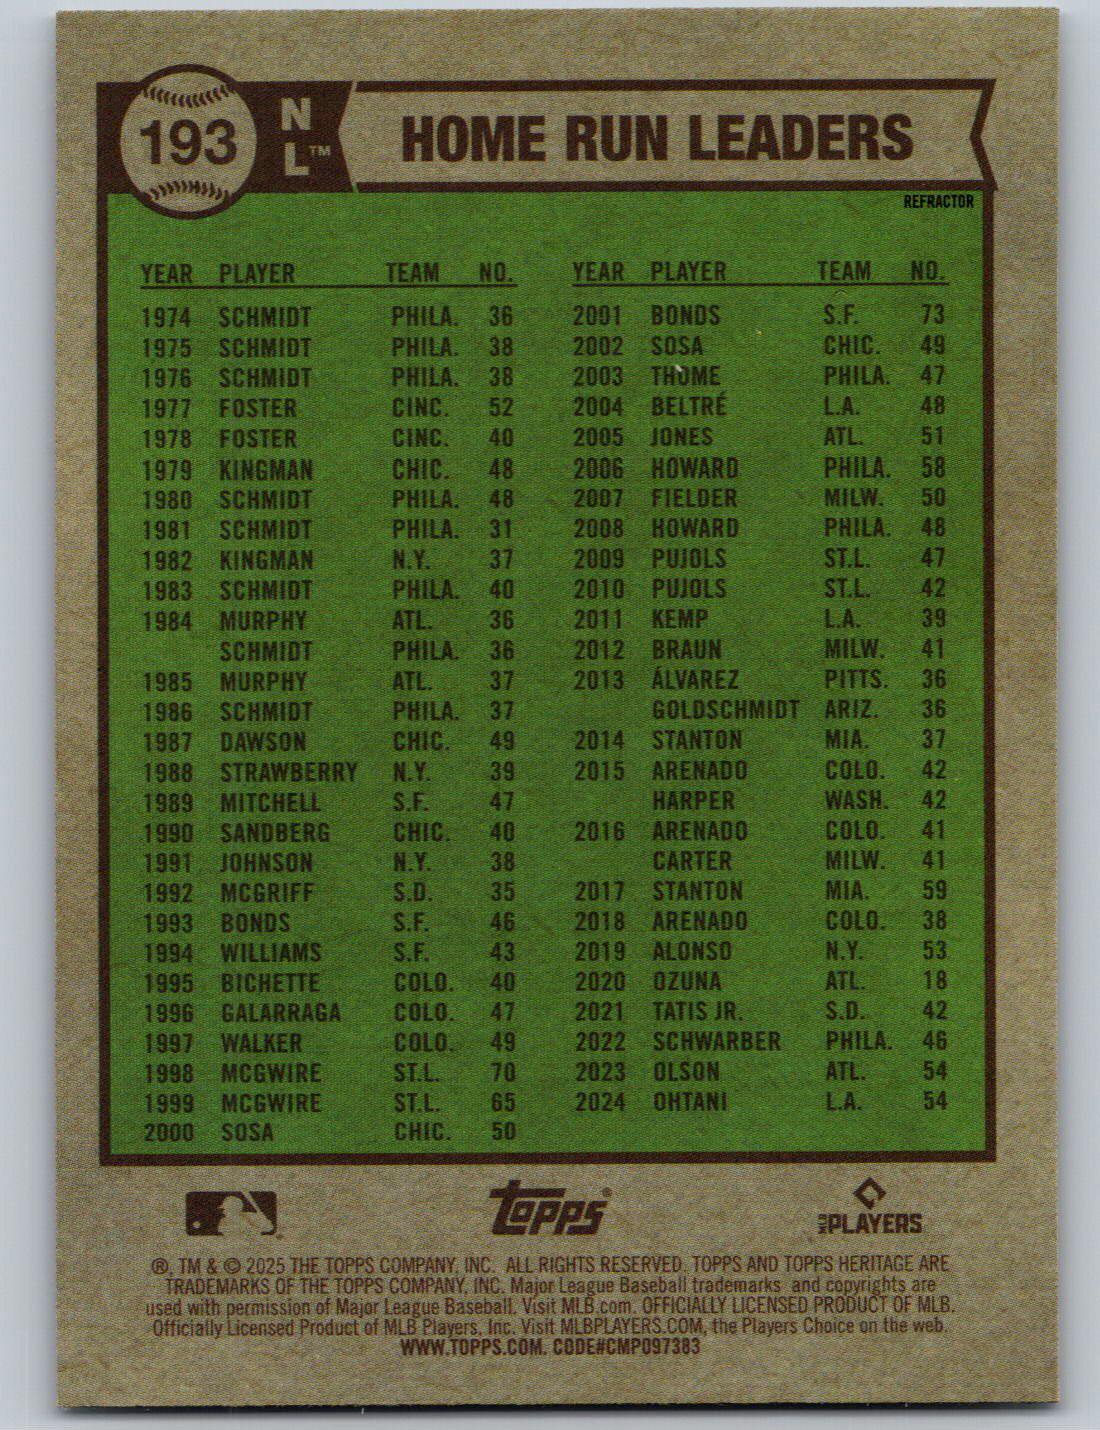 193
NL™
HOME RUN LEADERS
REFRACTOR
YEAR PLAYER TEAM NO.
1974 SCHMIDT PHILA. 36
1975 SCHMIDT PHILA. 38
1976 SCHMIDT PHILA. 38
1977 FOSTER CINC. 52
1978 FOSTER CINC. 40
1979 KINGMAN CHIC. 48
1980 SCHMIDT PHILA. 48
1981 SCHMIDT PHILA. 31
1982 KINGMAN N.Y. 37
1983 SCHMIDT PHILA. 40
1984 MURPHY ATL. 36
SCHMIDT PHILA. 36
1985 MURPHY ATL. 37
1986 SCHMIDT PHILA. 37
1987 DAWSON CHIC. 49
1988 STRAWBERRY N.Y. 39
1989 MITCHELL S.F. 47
1990 SANDBERG CHIC. 40
1991 JOHNSON N.Y. 38
1992 MCGRIFF S.D. 35
1993 BONDS S.F. 46
1994 WILLIAMS S.F. 43
1995 BICHETTE COLO. 40
1996 GALARRAGA COLO. 47
1997 WALKER COLO. 49
1998 MCGWIRE ST.L. 70
1999 MCGWIRE ST.L. 65
2000 SOSA CHIC. 50
YEAR PLAYER TEAM NO.
2001 BONDS S.F. 73
2002 SOSA CHIC. 49
2003 THOME PHILA. 47
2004 BELTRÉ L.A. 48
2005 JONES ATL. 51
2006 HOWARD PHILA. 58
2007 FIELDER MILW. 50
2008 HOWARD PHILA. 48
2009 PUJOLS ST.L. 47
2010 PUJOLS ST.L. 42
2011 KEMP L.A. 39
2012 BRAUN MILW. 41
2013 ÁLVAREZ PITTS. 36
GOLDSCHMIDT ARIZ. 36
2014 STANTON MIA. 37
2015 ARENADO COLO. 42
HARPER WASH. 42
2016 ARENADO COLO. 41
CARTER MILW. 41
2017 STANTON MIA. 59
2018 ARENADO COLO. 38
2019 ALONSO N.Y. 53
2020 OZUNA ATL. 18
2021 TATIS JR. S.D. 42
2022 SCHWARBER PHILA. 46
2023 OLSON ATL. 54
2024 OHTANI L.A. 54
topps®
MLB PLAYERS
®, TM & © 2025 THE TOPPS COMPANY, INC. ALL RIGHTS RESERVED. TOPPS AND TOPPS HERITAGE ARE
TRADEMARKS OF THE TOPPS COMPANY, INC. Major League Baseball trademarks and copyrights are
used with permission of Major League Baseball. Visit MLB.com. OFFICIALLY LICENSED PRODUCT OF MLB.
Officially Licensed Product of MLB Players, Inc. Visit MLBPLAYERS.COM, the Players Choice on the web.
WWW.TOPPS.COM. CODE#CMP097383